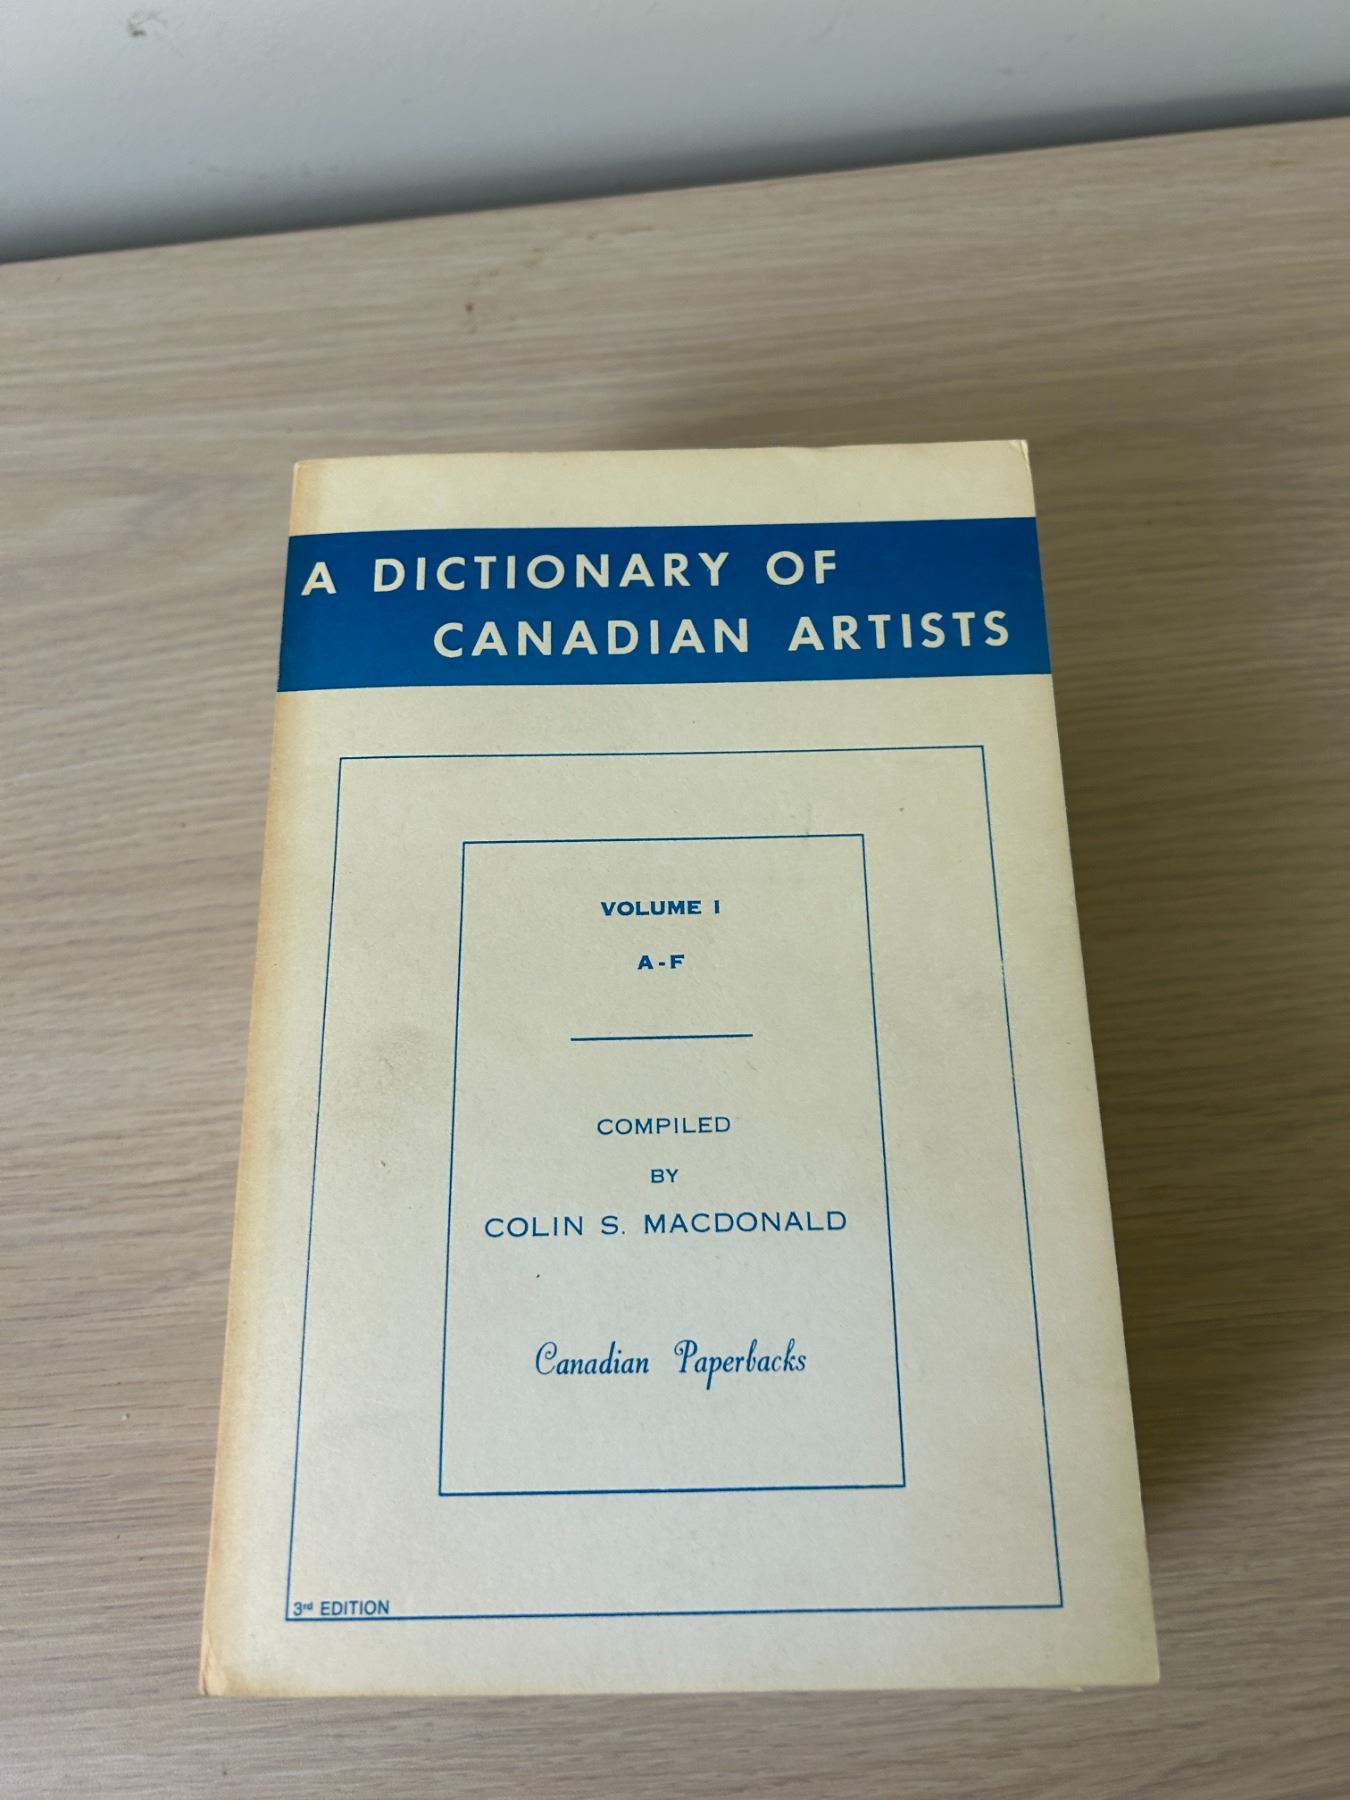 A DICTIONARY OF
CANADIAN ARTISTS
VOLUME I
A-F
COMPILED
BY
COLIN S. MACDONALD
Canadian Paperbacks
3rd EDITION